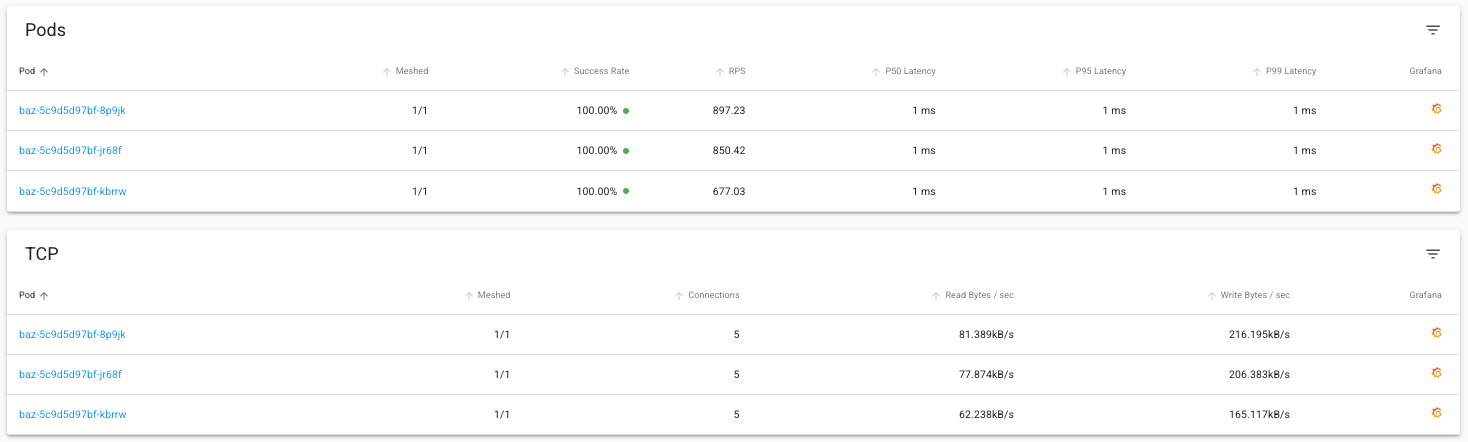 Pods
Pod Meshed Success Rate RPS P50 Latency P95 Latency P99 Latency Grafana
baz-5c9d5d97bf-8p9jk 1/1 100.00% 897.23 1 ms 1 ms 1 ms
baz-5c9d5d97bf-jr68f 1/1 100.00% 850.42 1 ms 1 ms 1 ms
baz-5c9d5d97bf-kbrrw 1/1 100.00% 677.03 1 ms 1 ms 1 ms
TCP
Pod Meshed Connections Read Bytes / sec Write Bytes / sec Grafana
baz-5c9d5d97bf-8p9jk 1/1 5 81.389kB/s 216.195kB/s
baz-5c9d5d97bf-jr68f 1/1 5 77.874kB/s 206.383kB/s
baz-5c9d5d97bf-kbrrw 1/1 5 62.238kB/s 165.117kB/s